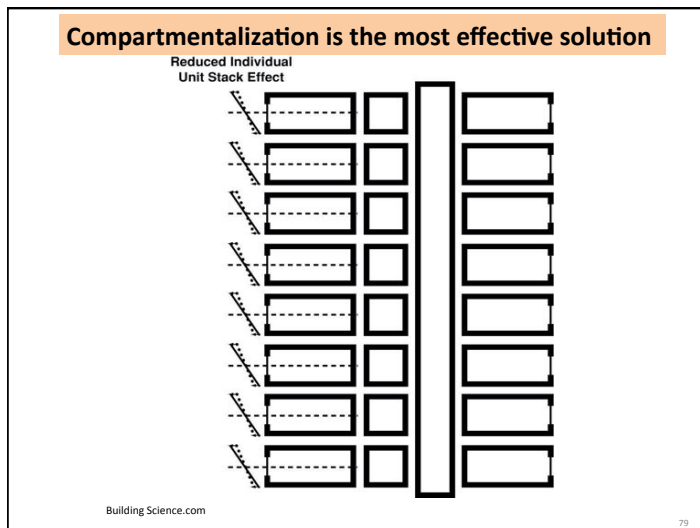 Compartmentalization is the most effective solution
Reduced Individual
Unit Stack Effect
Building Science.com
79